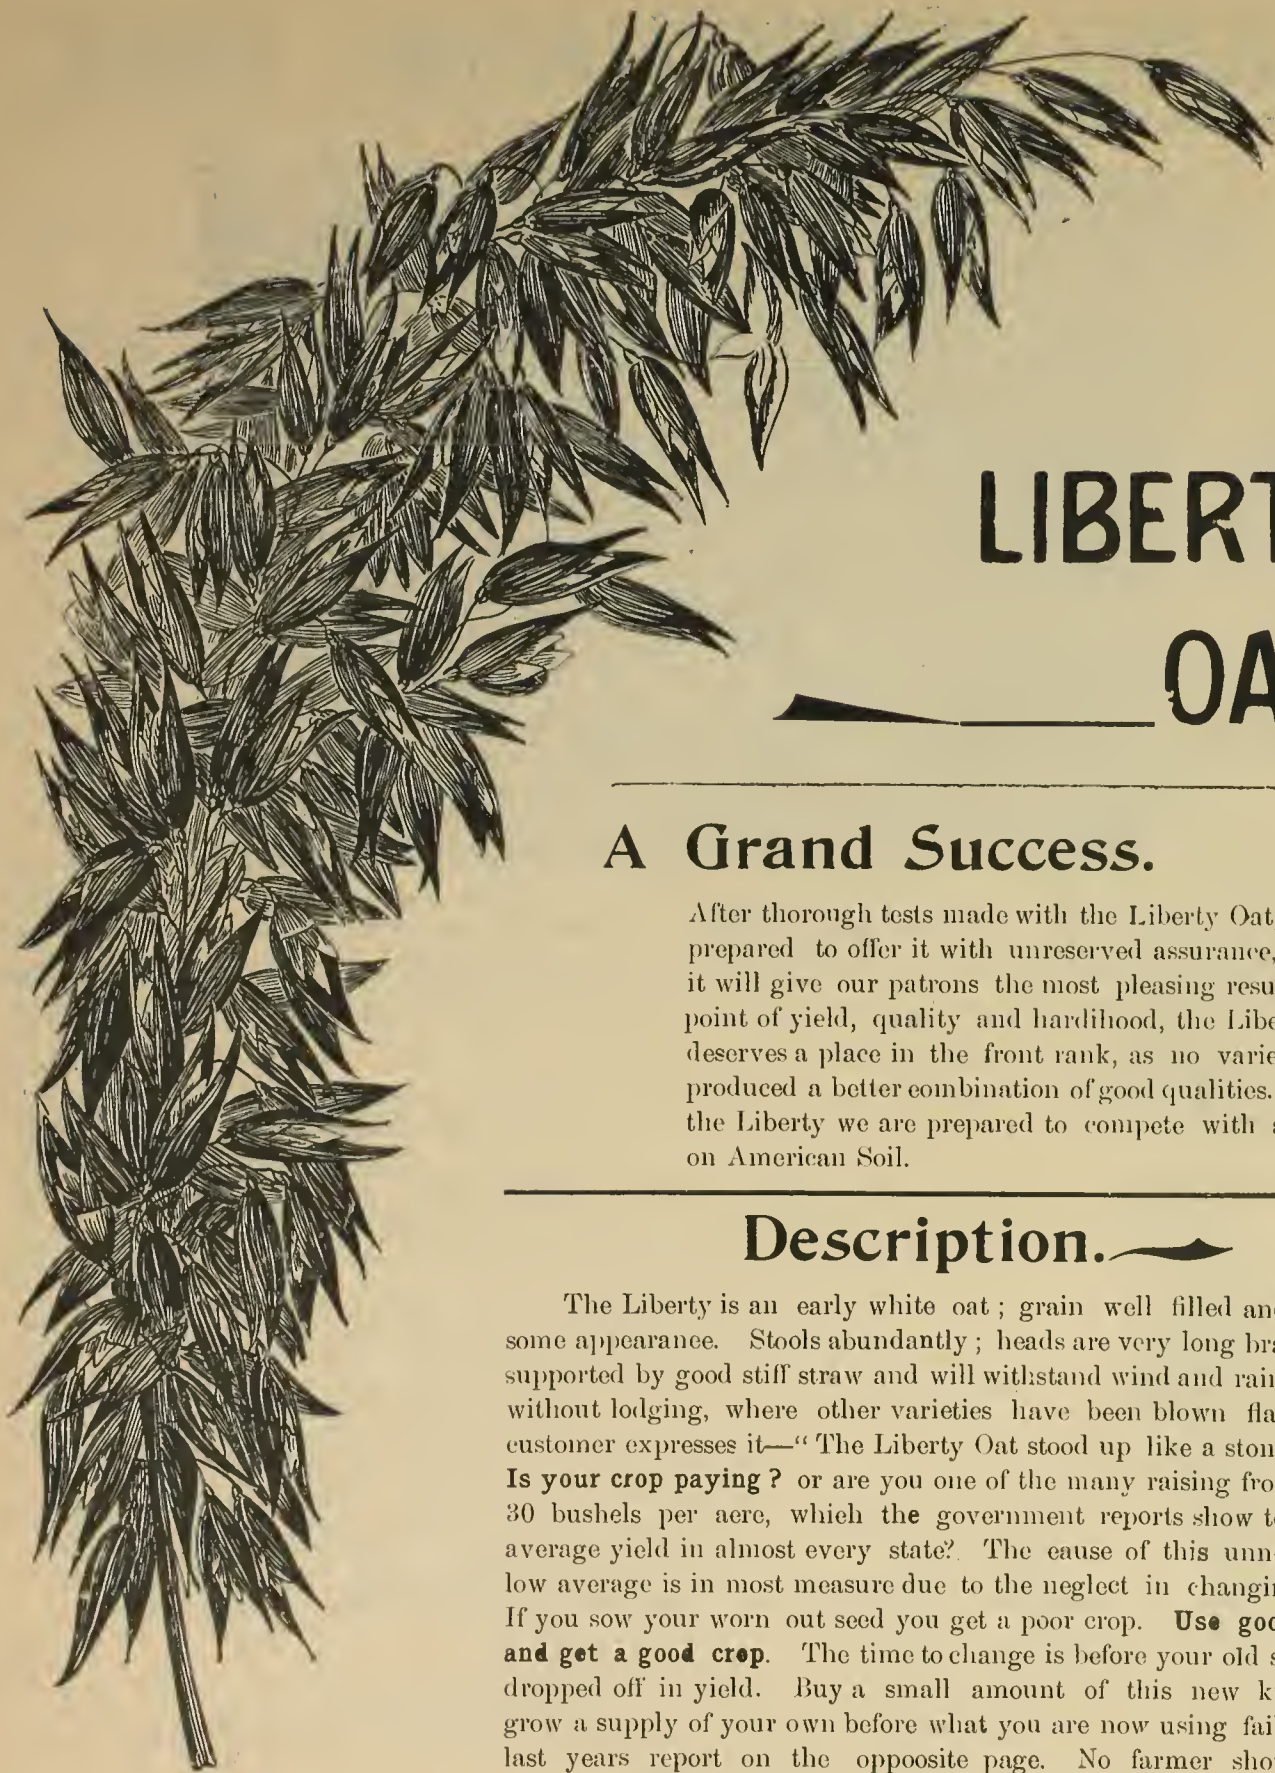 LIBERT
OA
A Grand Success.
After thorough tests made with the Liberty Oat
prepared to offer it with unreserved assurance,
it will give our patrons the most pleasing resu
point of yield, quality and hardihood, the Libe
deserves a place in the front rank, as no varie
produced a better combination of good qualities.
the Liberty we are prepared to compete with a
on American Soil.
Description.
The Liberty is an early white oat; grain well filled an
some appearance. Stools abundantly; heads are very long bra
supported by good stiff straw and will withstand wind and rain
without lodging, where other varieties have been blown fla
customer expresses it—"The Liberty Oat stood up like a ston
Is your crop paying? or are you one of the many raising fro
30 bushels per acre, which the government reports show t
average yield in almost every state? The cause of this unn
low average is in most measure due to the neglect in changi
If you sow your worn out seed you get a poor crop. Use goo
and get a good crop. The time to change is before your old s
dropped off in yield. Buy a small amount of this new k
grow a supply of your own before what you are now using fail
last years report on the oppoosite page. No farmer sho